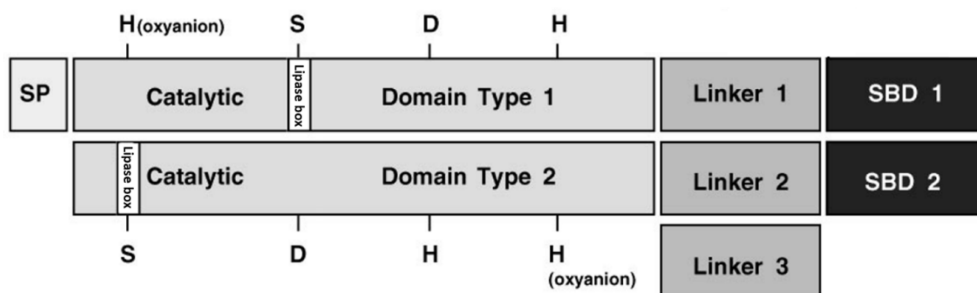 H(oxyanion) S D H
SP Catalytic Lipase box Domain Type 1 Linker 1 SBD 1
Lipase box Catalytic Domain Type 2 Linker 2 SBD 2
S D H H
(oxyanion)
Linker 3